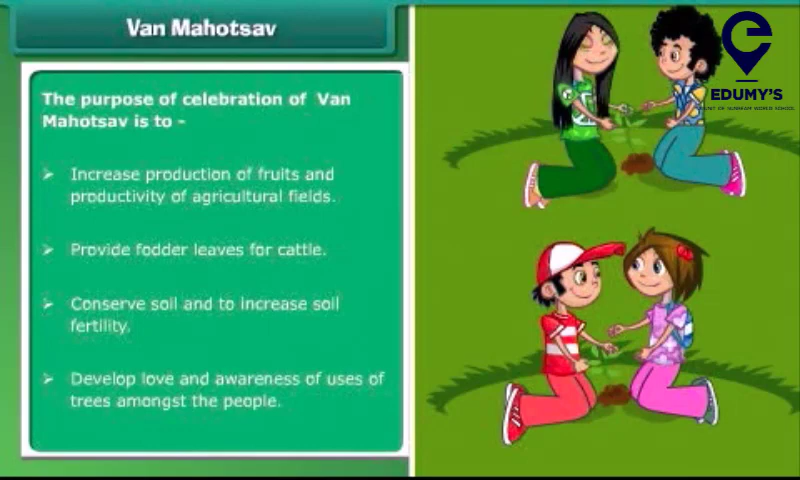 Van Mahotsav
The purpose of celebration of Van
Mahotsav is to -
Increase production of fruits and
productivity of agricultural fields.
Provide fodder leaves for cattle.
Conserve soil and to increase soil
fertility.
Develop love and awareness of uses of
trees amongst the people.
e
EDUMY'S
WORLD SCHOOL